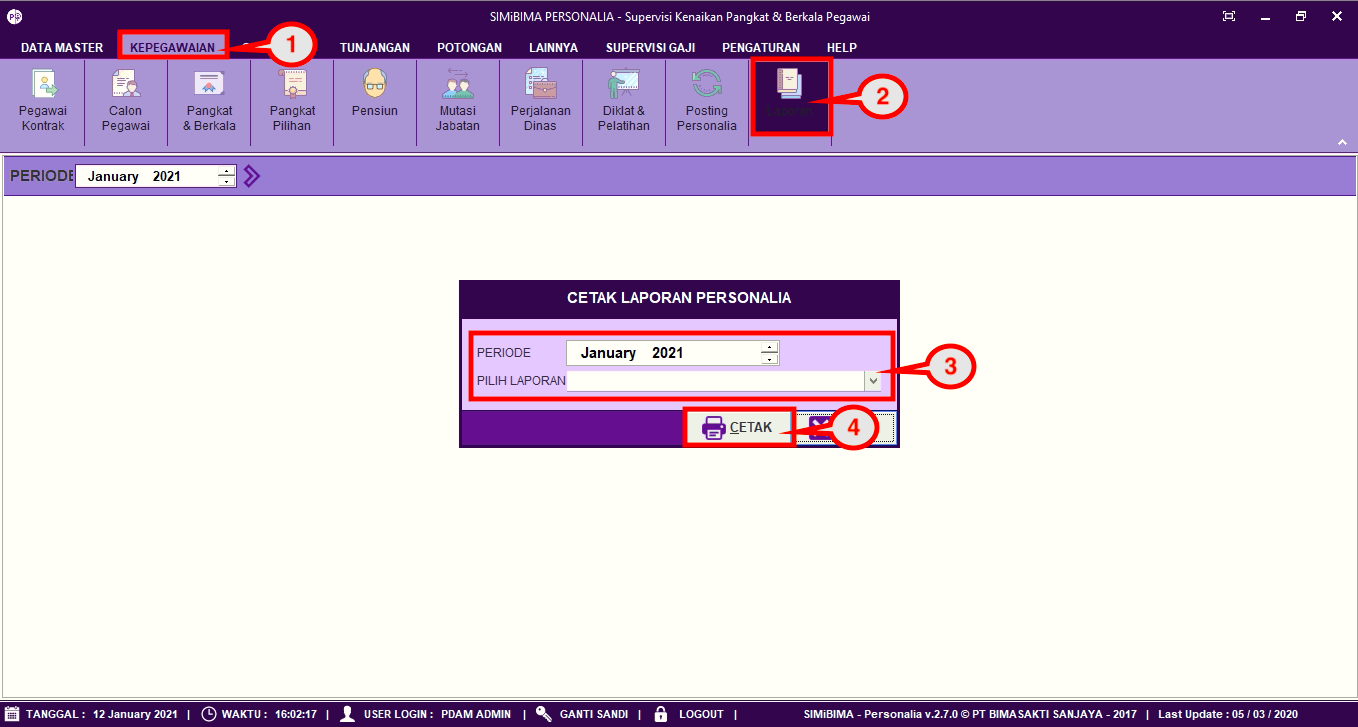 SIMiBIMA PERSONALIA - Supervisi Kenaikan Pangkat & Berkala Pegawai
DATA MASTER KEPEGAWAIAN TUNJANGAN POTONGAN LAINNYA SUPERVISI GAJI PENGATURAN HELP
1
Pegawai Kontrak
Calon Pegawai
Pangkat & Berkala
Pangkat Pilihan
Pensiun
Mutasi Jabatan
Perjalanan Dinas
Diklat & Pelatihan
Posting Personalia
2
PERIODE January 2021
CETAK LAPORAN PERSONALIA
PERIODE January 2021
PILIH LAPORAN
3
CETAK
4
TANGGAL : 12 January 2021 | WAKTU : 16:02:17 | USER LOGIN : PDAM ADMIN | GANTI SANDI | LOGOUT | SIMiBIMA - Personalia v.2.7.0 © PT BIMASAKTI SANJAYA - 2017 | Last Update : 05 / 03 / 2020